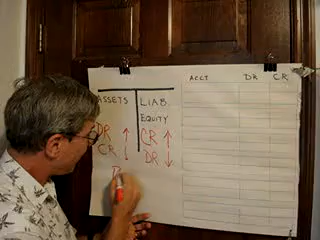 ASSETS LIAB.
EQUITY
DR ↑ CR ↑
CR ↓ DR ↓
ACCT DR CR